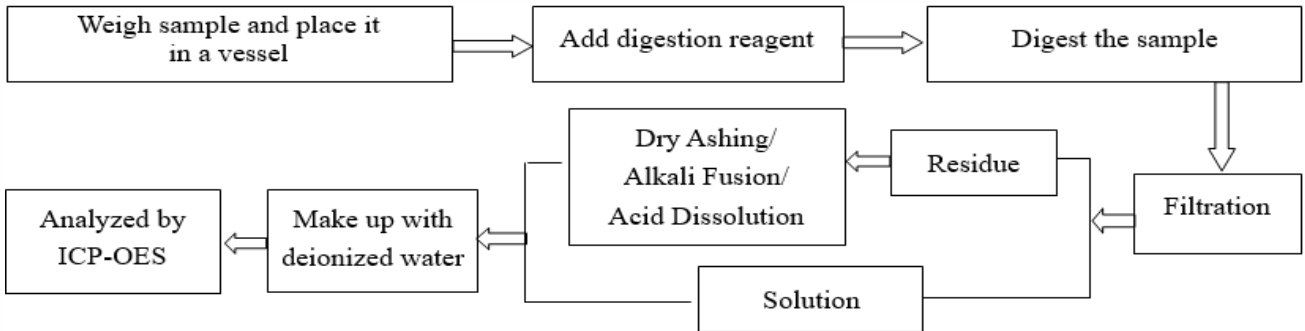 Weigh sample and place it
in a vessel
Add digestion reagent
Digest the sample
Filtration
Residue
Dry Ashing/
Alkali Fusion/
Acid Dissolution
Solution
Make up with
deionized water
Analyzed by
ICP-OES